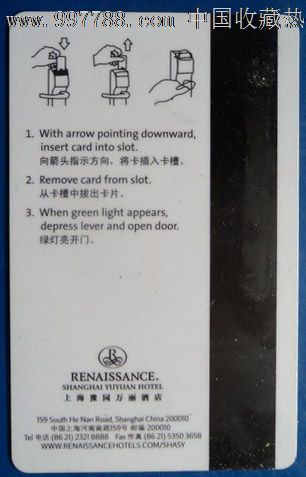 www.997788.com 中国收藏热
1. With arrow pointing downward,
insert card into slot.
向箭头指示方向，将卡插入卡槽。
2. Remove card from slot.
从卡槽中拔出卡片。
3. When green light appears,
depress lever and open door.
绿灯亮开门。
R
RENAISSANCE®
SHANGHAI YUYUAN HOTEL
上海豫园万丽酒店
159 South He Nan Road, Shanghai China 200010
中国上海河南南路159号 邮编 200010
Tel 电话 (86 21) 2321 8888 Fax 传真 (86 21) 5350 3658
WWW.RENAISSANCEHOTELS.COM/SHASY